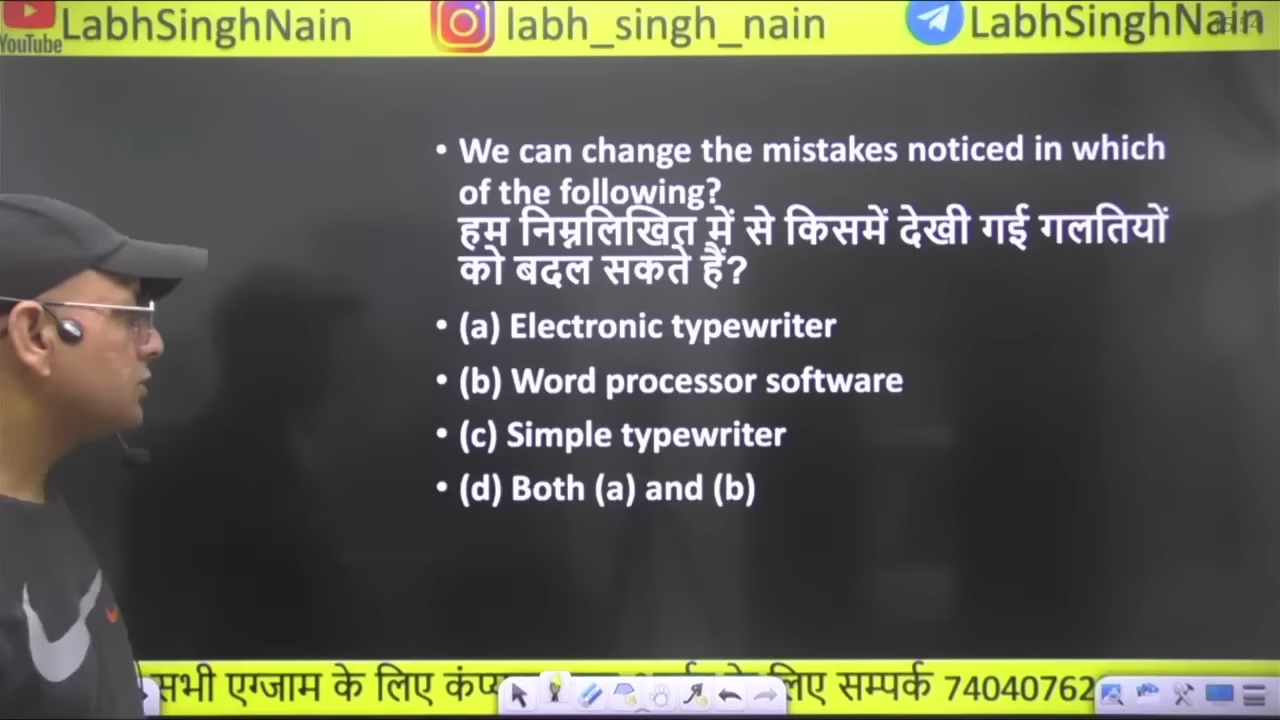 YouTube LabhSinghNain labh_singh_nain LabhSinghNain
• We can change the mistakes noticed in which
of the following?
हम निम्नलिखित में से किसमें देखी गई गलतियों
को बदल सकते हैं?
• (a) Electronic typewriter
• (b) Word processor software
• (c) Simple typewriter
• (d) Both (a) and (b)
सभी एग्जाम के लिए लिए सम्पर्क 74040762